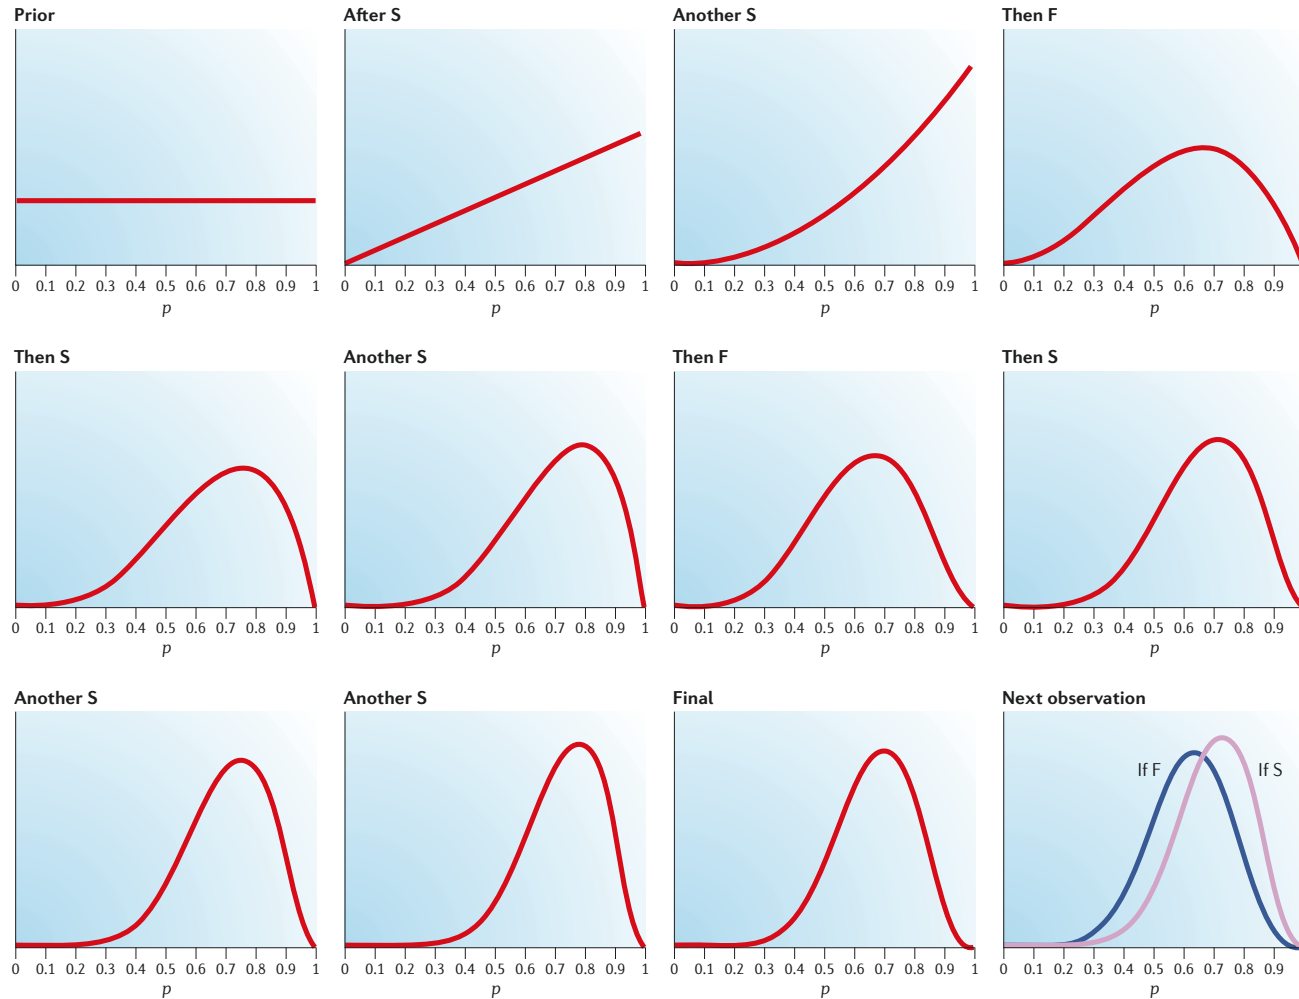 Prior
0 0.1 0.2 0.3 0.4 0.5 0.6 0.7 0.8 0.9 1
p
After S
0 0.1 0.2 0.3 0.4 0.5 0.6 0.7 0.8 0.9 1
p
Another S
0 0.1 0.2 0.3 0.4 0.5 0.6 0.7 0.8 0.9 1
p
Then F
0 0.1 0.2 0.3 0.4 0.5 0.6 0.7 0.8 0.9
p
Then S
0 0.1 0.2 0.3 0.4 0.5 0.6 0.7 0.8 0.9 1
p
Another S
0 0.1 0.2 0.3 0.4 0.5 0.6 0.7 0.8 0.9 1
p
Then F
0 0.1 0.2 0.3 0.4 0.5 0.6 0.7 0.8 0.9 1
p
Then S
0 0.1 0.2 0.3 0.4 0.5 0.6 0.7 0.8 0.9
p
Another S
0 0.1 0.2 0.3 0.4 0.5 0.6 0.7 0.8 0.9 1
p
Another S
0 0.1 0.2 0.3 0.4 0.5 0.6 0.7 0.8 0.9 1
p
Final
0 0.1 0.2 0.3 0.4 0.5 0.6 0.7 0.8 0.9 1
p
Next observation
If F
If S
0 0.1 0.2 0.3 0.4 0.5 0.6 0.7 0.8 0.9
p